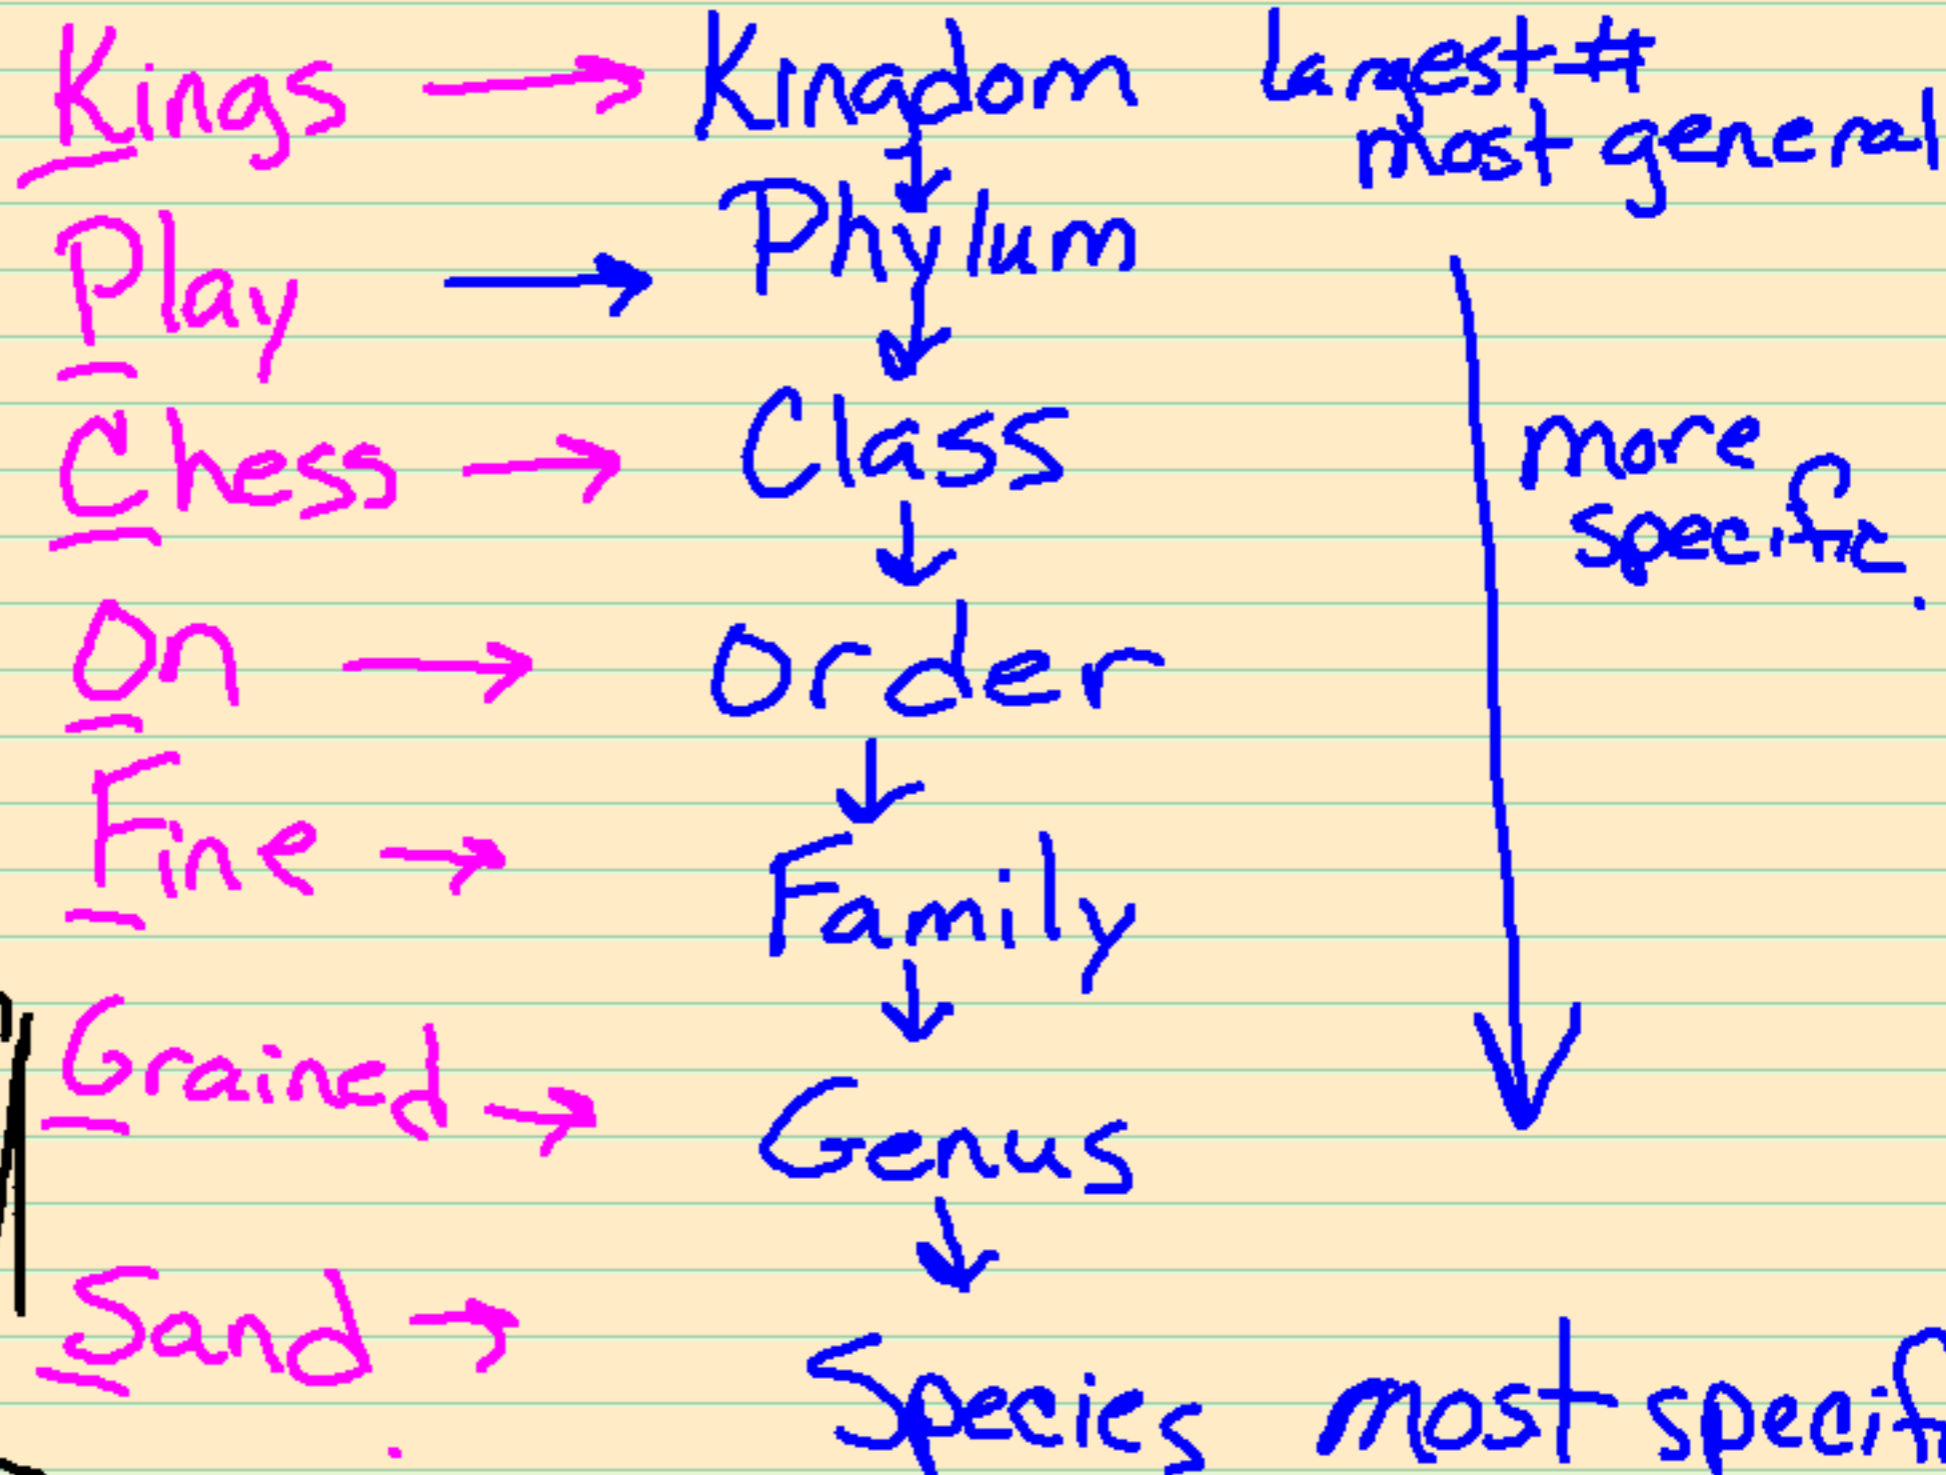 Kings → Kingdom largest #
most general
Play → Phylum
Chess → Class more
specific
On → Order
Fine → Family
Grained → Genus
Sand → Species most specif